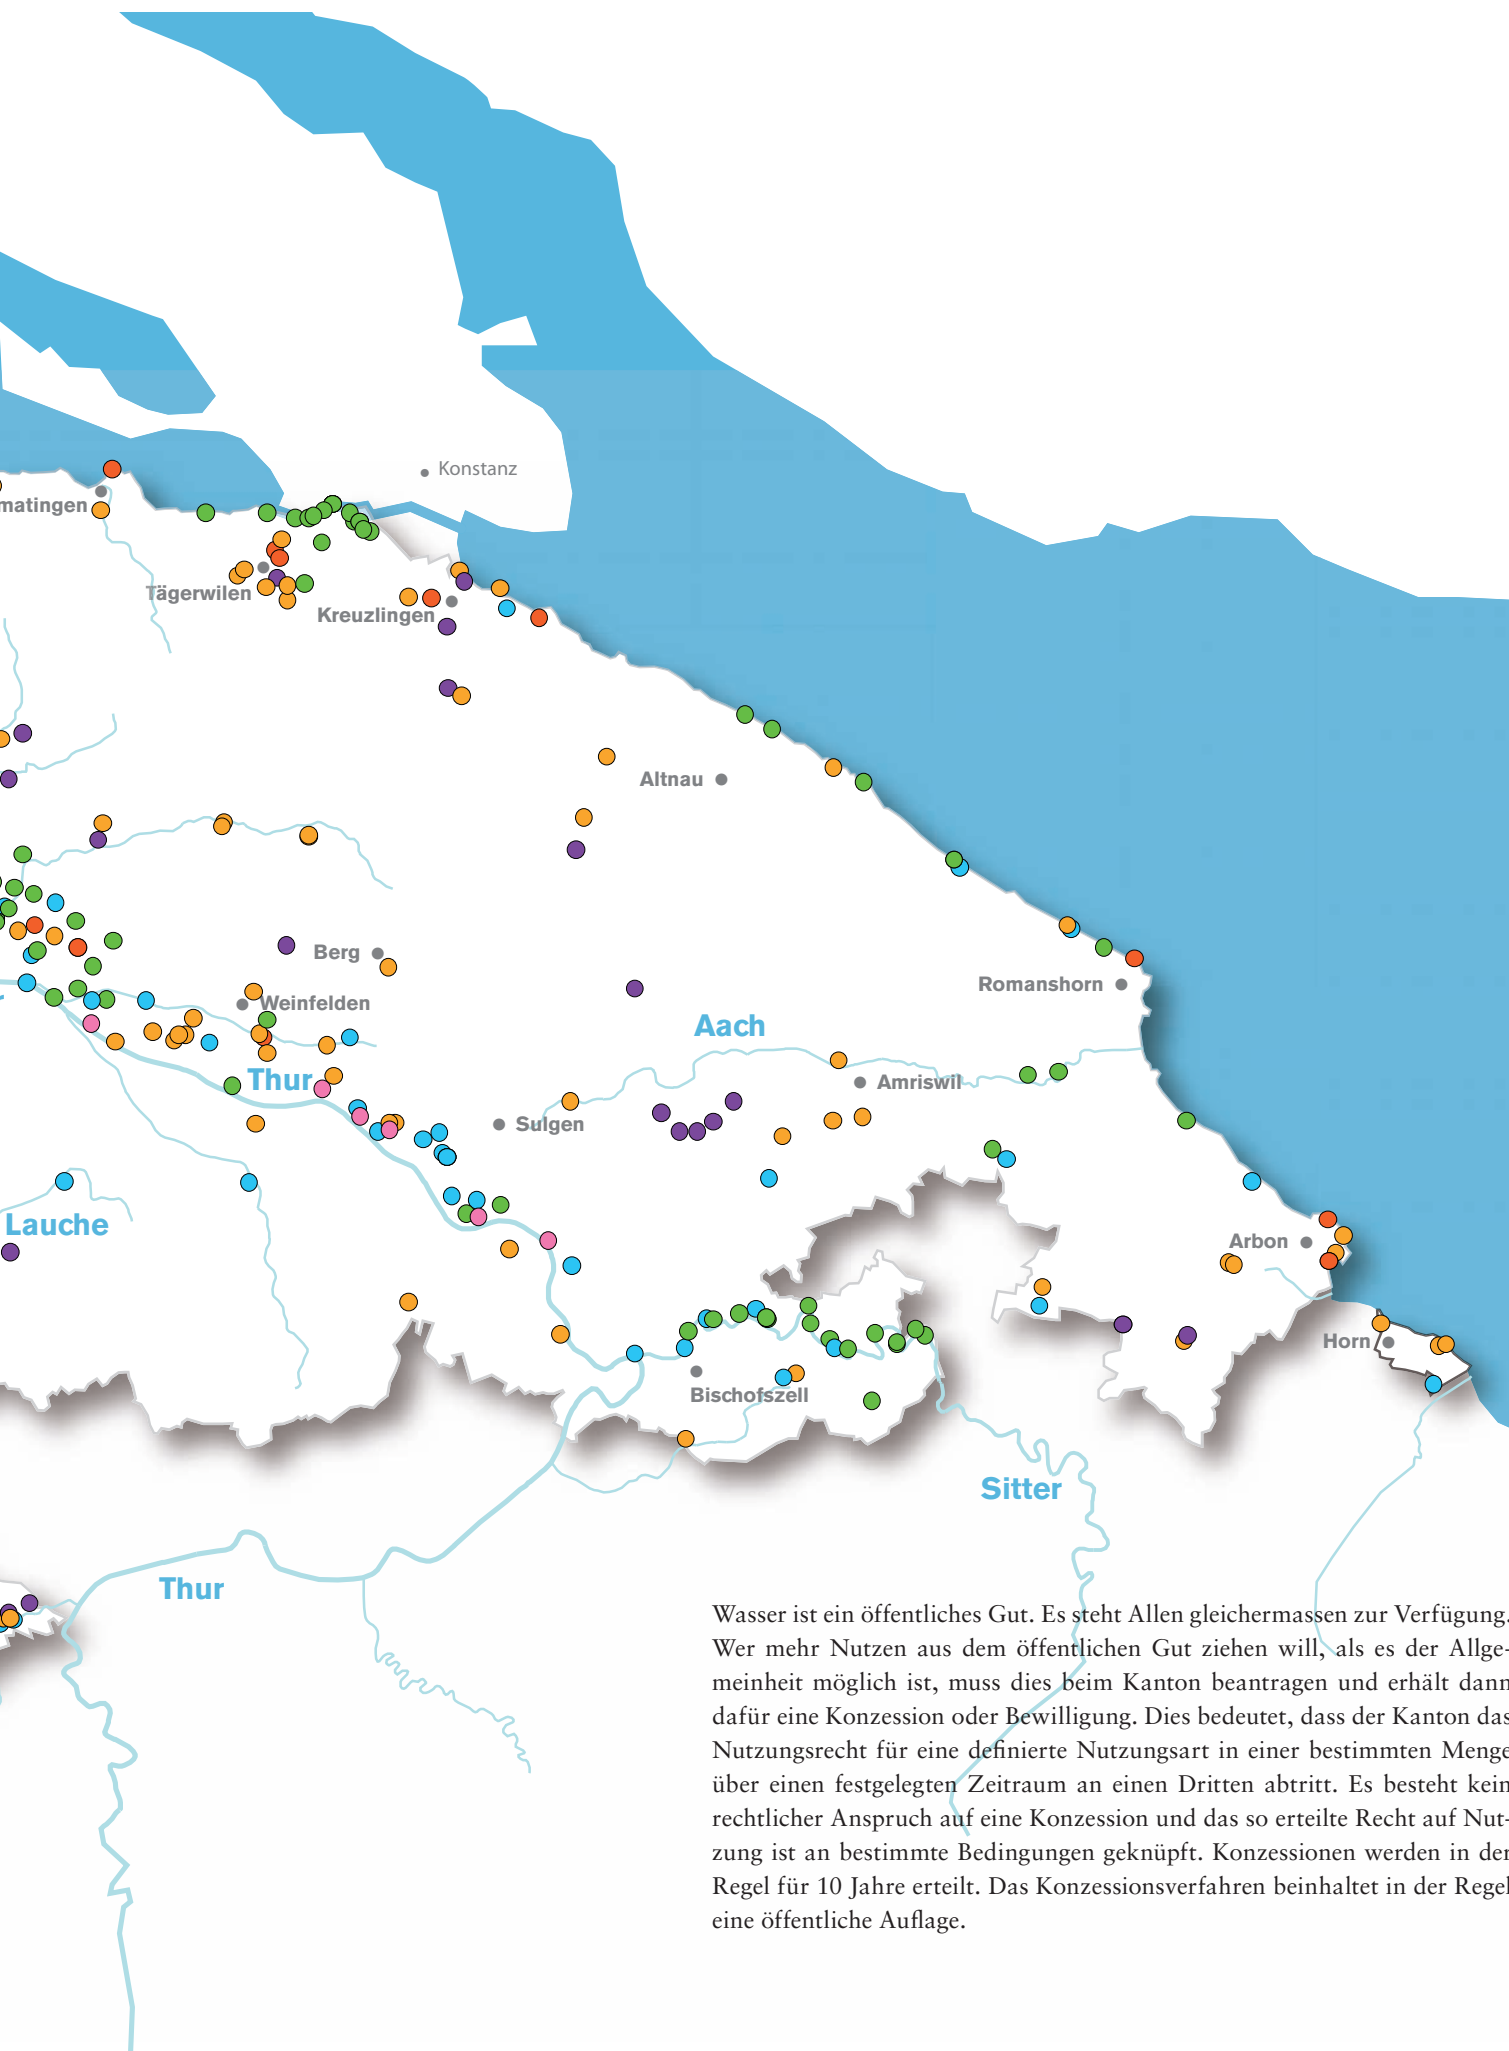 Konstanz
matingen
Tägerwilen
Kreuzlingen
Altnau
Berg
Romanshorn
Weinfelden
Aach
Thur
Amriswil
Sulgen
Lauche
Arbon
Horn
Bischofszell
Sitter
Thur
Wasser ist ein öffentliches Gut. Es steht Allen gleichermassen zur Verfügung.
Wer mehr Nutzen aus dem öffentlichen Gut ziehen will, als es der Allge-
meinheit möglich ist, muss dies beim Kanton beantragen und erhält dann
dafür eine Konzession oder Bewilligung. Dies bedeutet, dass der Kanton das
Nutzungsrecht für eine definierte Nutzungsart in einer bestimmten Menge
über einen festgelegten Zeitraum an einen Dritten abtritt. Es besteht kein
rechtlicher Anspruch auf eine Konzession und das so erteilte Recht auf Nut-
zung ist an bestimmte Bedingungen geknüpft. Konzessionen werden in der
Regel für 10 Jahre erteilt. Das Konzessionsverfahren beinhaltet in der Regel
eine öffentliche Auflage.